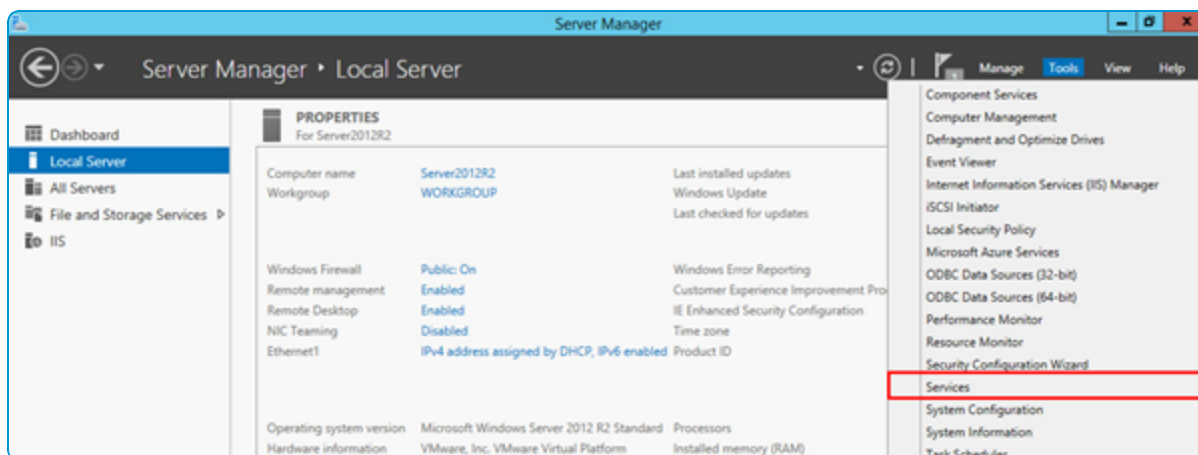 Server Manager
Server Manager ‣ Local Server
Manage Tools View Help
Dashboard
Local Server
All Servers
File and Storage Services
IIS
PROPERTIES
For Server2012R2
Computer name Server2012R2 Last installed updates
Workgroup WORKGROUP Windows Update
Last checked for updates
Windows Firewall Public: On Windows Error Reporting
Remote management Enabled Customer Experience Improvement Pro
Remote Desktop Enabled IE Enhanced Security Configuration
NIC Teaming Disabled Time zone
Ethernet1 IPv4 address assigned by DHCP, IPv6 enabled Product ID
Operating system version Microsoft Windows Server 2012 R2 Standard Processors
Hardware information VMware, Inc. VMware Virtual Platform Installed memory (RAM)
Component Services
Computer Management
Defragment and Optimize Drives
Event Viewer
Internet Information Services (IIS) Manager
iSCSI Initiator
Local Security Policy
Microsoft Azure Services
ODBC Data Sources (32-bit)
ODBC Data Sources (64-bit)
Performance Monitor
Resource Monitor
Security Configuration Wizard
Services
System Configuration
System Information
Task Scheduler